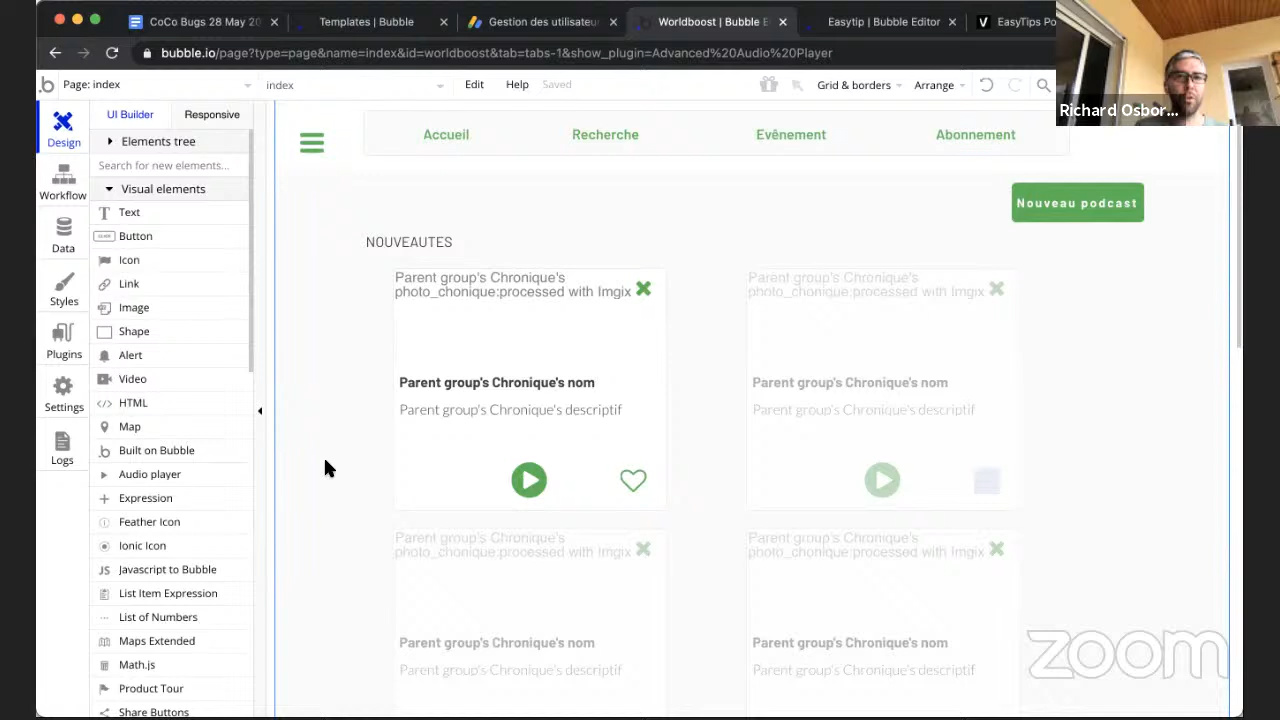 CoCo Bugs 28 May 20
Templates | Bubble
Gestion des utilisateu
Worldboost | Bubble E
Easytip | Bubble Editor
EasyTips Po
bubble.io/page?type=page&name=index&id=worldboost&tab=tabs-1&show_plugin=Advanced%20Audio%20Player
Page: index
index
Edit
Help
Saved
Grid & borders
Arrange
Richard Osbor...
Design
Workflow
Data
Styles
Plugins
Settings
Logs
UI Builder
Responsive
Elements tree
Search for new elements...
Visual elements
Text
Button
Icon
Link
Image
Shape
Alert
Video
HTML
Map
Built on Bubble
Audio player
Expression
Feather Icon
Ionic Icon
Javascript to Bubble
List Item Expression
List of Numbers
Maps Extended
Math.js
Product Tour
Share Buttons
Accueil
Recherche
Evênement
Abonnement
Nouveau podcast
NOUVEAUTES
Parent group's Chronique's
photo_chonique:processed with Imgix
Parent group's Chronique's nom
Parent group's Chronique's descriptif
Parent group's Chronique's
photo_chonique:processed with Imgix
Parent group's Chronique's nom
Parent group's Chronique's descriptif
Parent group's Chronique's
photo_chonique:processed with Imgix
Parent group's Chronique's nom
Parent group's Chronique's descriptif
Parent group's Chronique's
photo_chonique:processed with Imgix
Parent group's Chronique's nom
Parent group's Chronique's descriptif
zoom